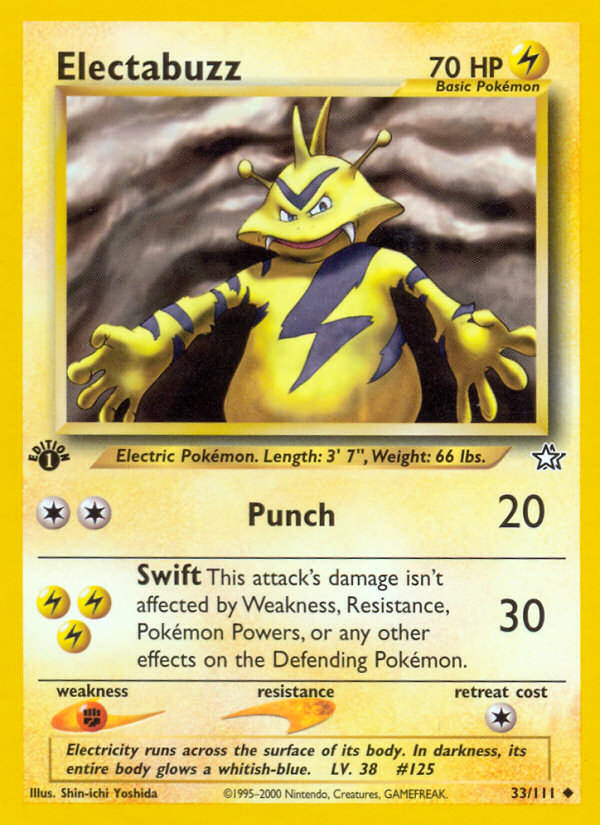 Electabuzz
70 HP
Basic Pokémon
EDITION
1
Electric Pokémon. Length: 3' 7", Weight: 66 lbs.
Punch 20
Swift This attack's damage isn't
affected by Weakness, Resistance,
Pokémon Powers, or any other
effects on the Defending Pokémon.
30
weakness resistance retreat cost
Electricity runs across the surface of its body. In darkness, its
entire body glows a whitish-blue. LV. 38 #125
Illus. Shin-ichi Yoshida ©1995-2000 Nintendo, Creatures, GAMEFREAK. 33/111